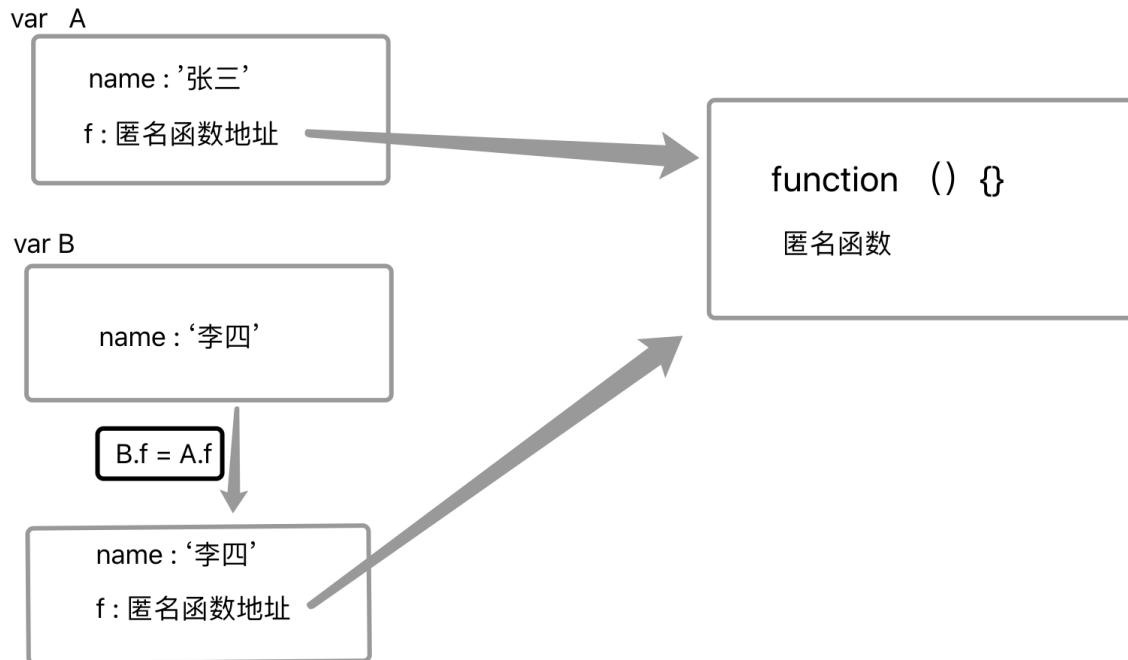 var A
name : ’张三’
f : 匿名函数地址
function () {}
匿名函数
var B
name : ‘李四’
B.f = A.f
name : ‘李四’
f : 匿名函数地址